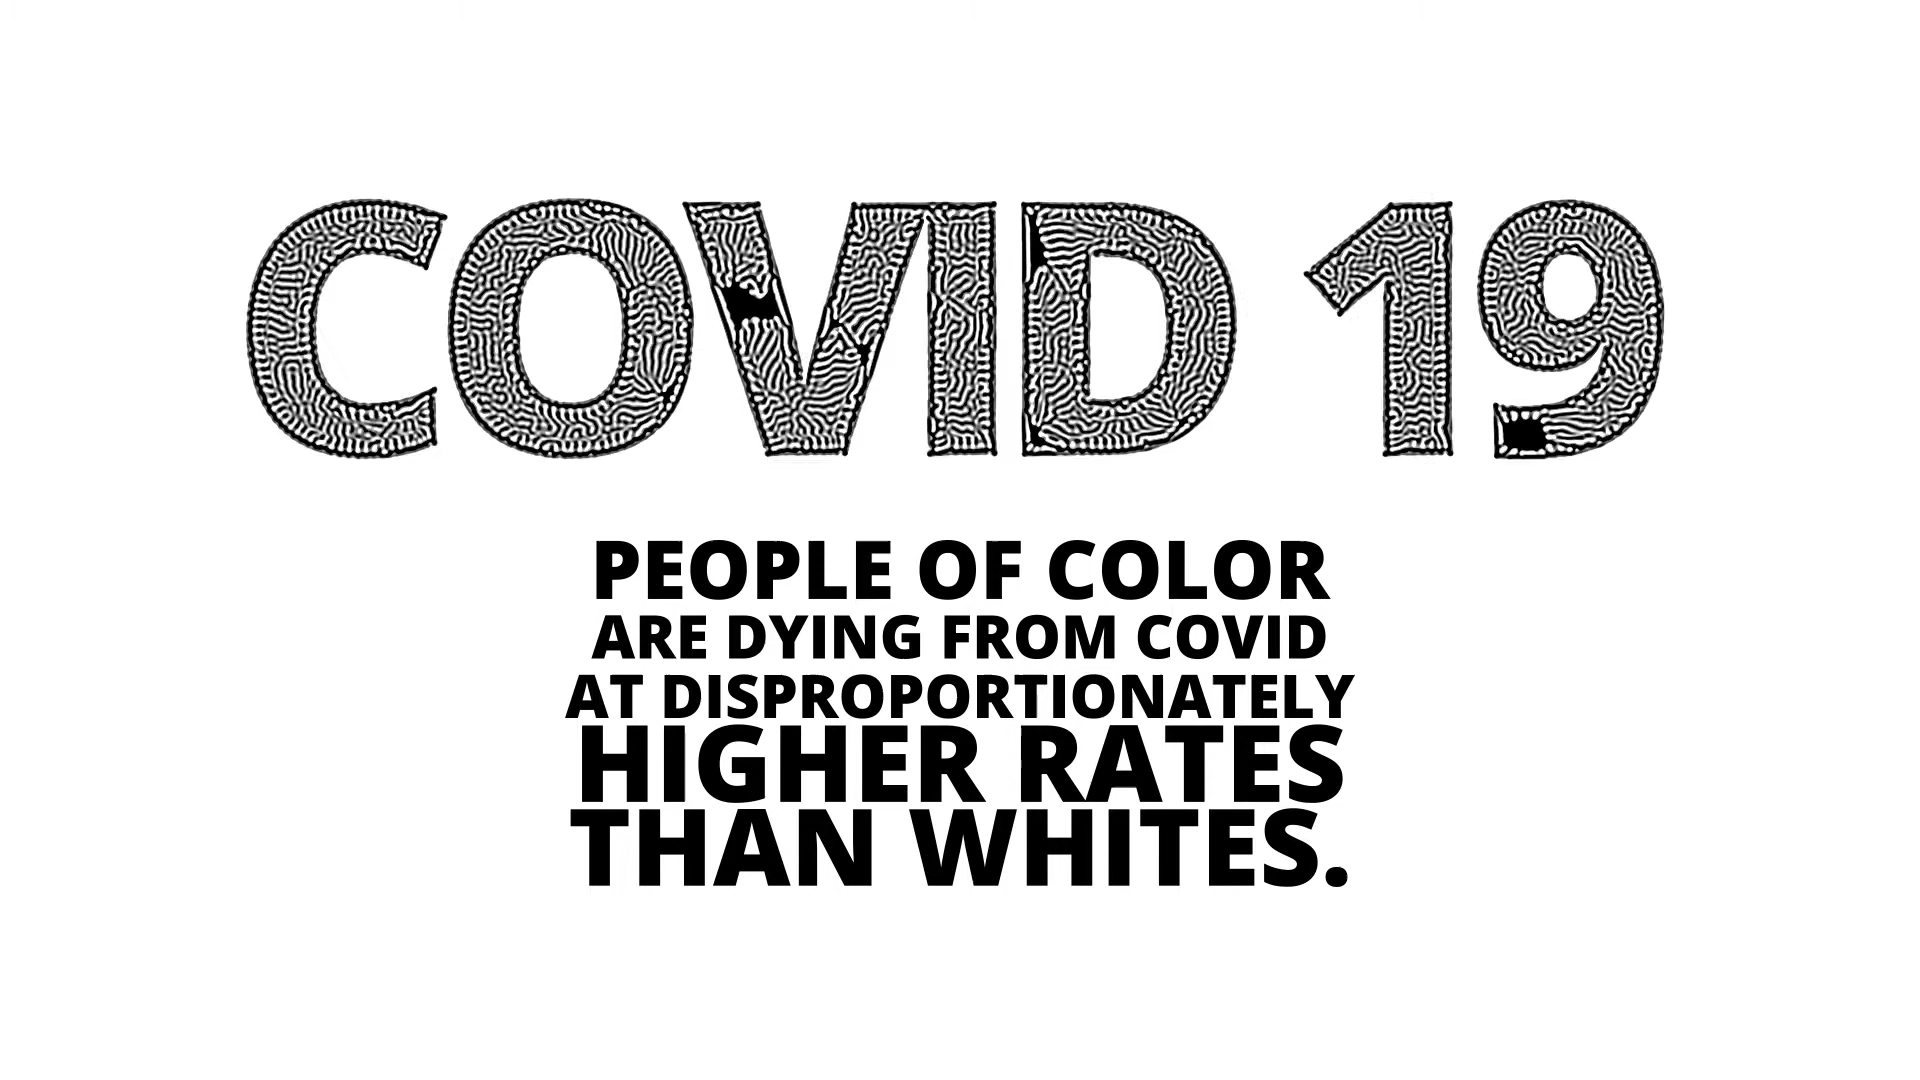 COVID 19
PEOPLE OF COLOR
ARE DYING FROM COVID
AT DISPROPORTIONATELY
HIGHER RATES
THAN WHITES.